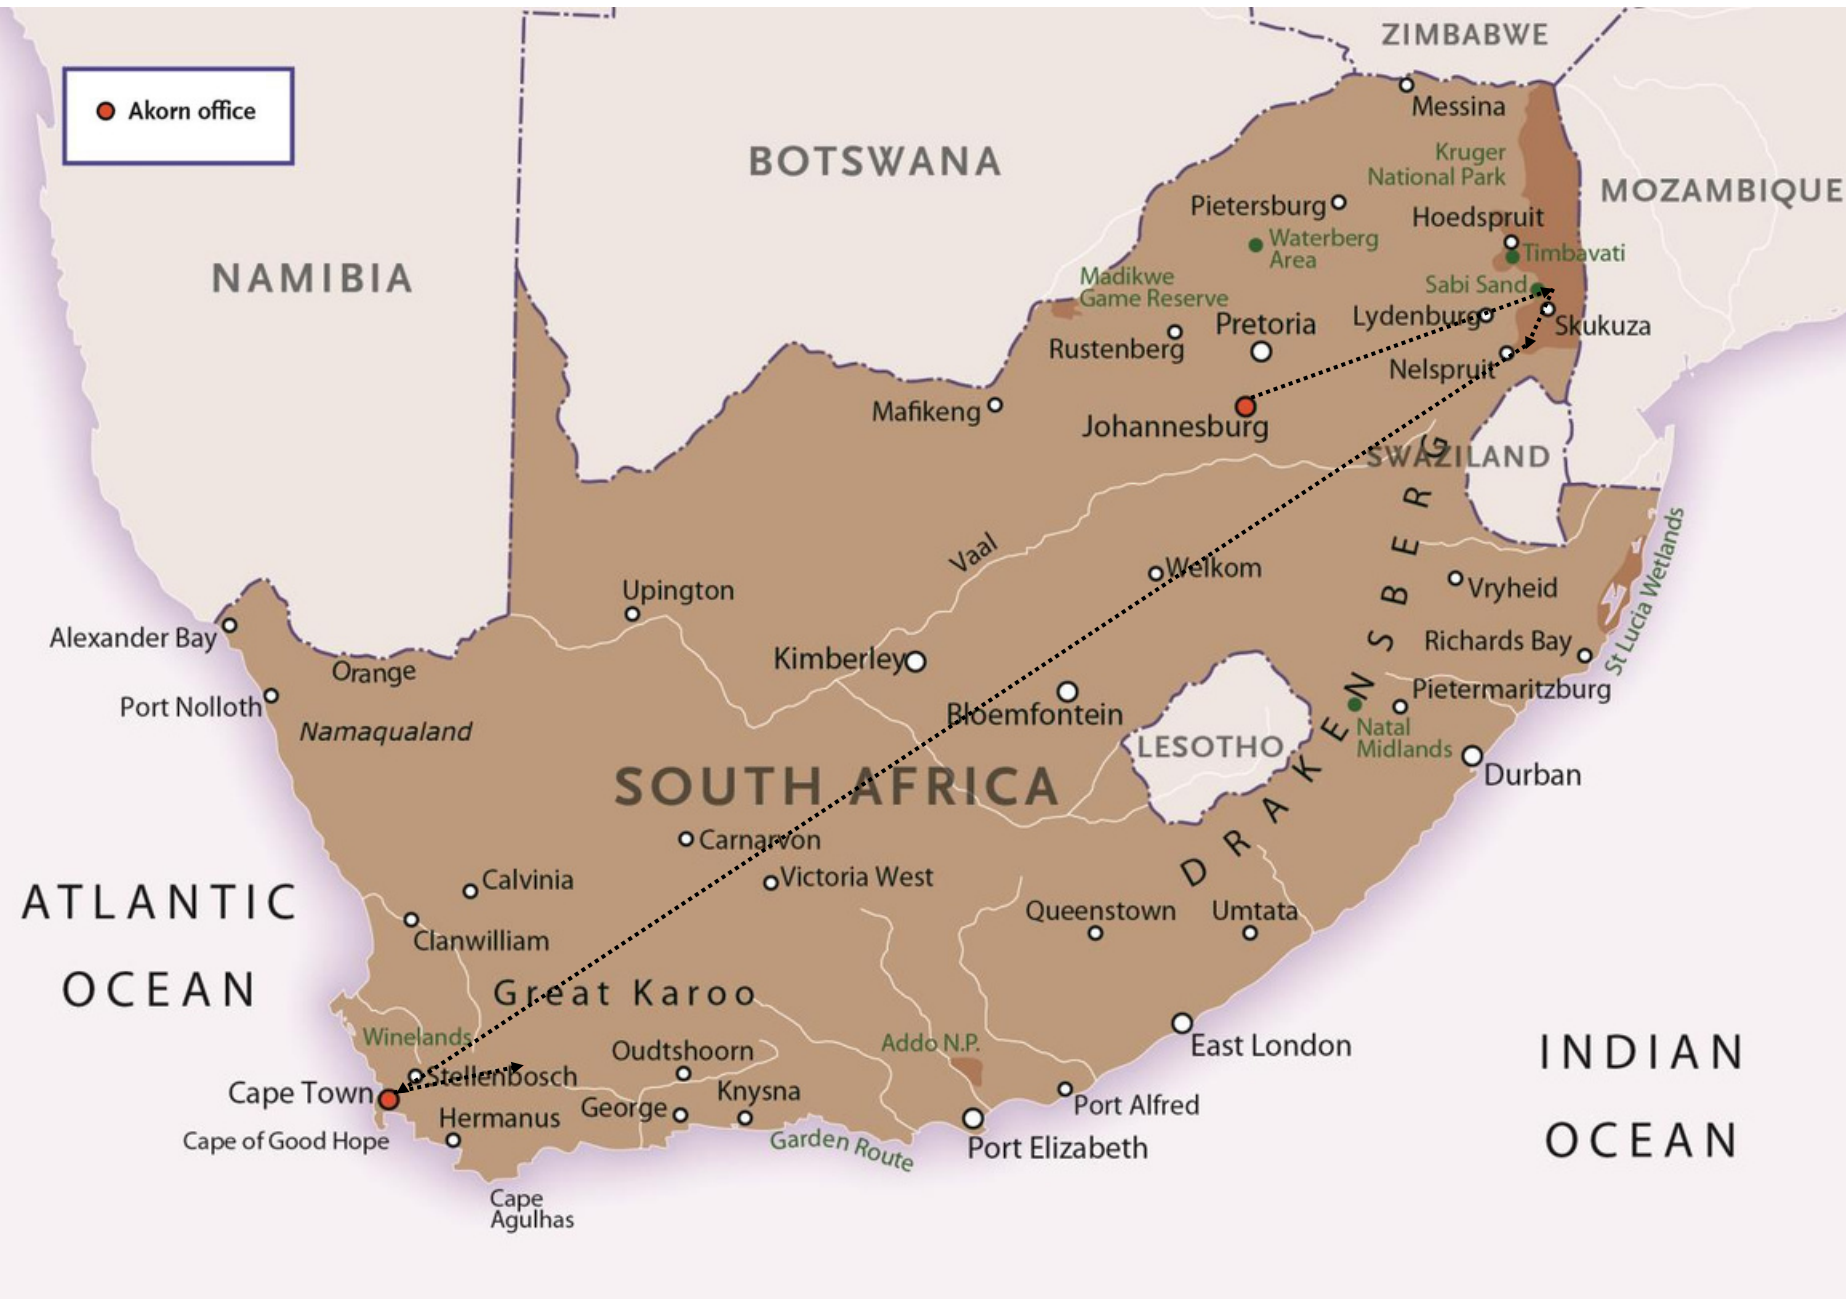 ZIMBABWE
Akorn office
Messina
BOTSWANA
Kruger
National Park
MOZAMBIQUE
Pietersburg
Hoedspruit
Waterberg
Area
Timbavati
NAMIBIA
Madikwe
Game Reserve
Sabi Sand
Pretoria
Lydenburg
Skukuza
Rustenberg
Nelspruit
Mafikeng
Johannesburg
SWAZILAND
Vaal
Welkom
Upington
Vryheid
St Lucia Wetlands
Alexander Bay
Richards Bay
Orange
Kimberley
Port Nolloth
Pietermaritzburg
Namaqualand
Bloemfontein
Natal
Midlands
LESOTHO
DRAKENSBERG
Durban
SOUTH AFRICA
Carnarvon
Calvinia
Victoria West
ATLANTIC
OCEAN
Queenstown
Umtata
Clanwilliam
Great Karoo
Winelands
Addo N.P.
East London
Oudtshoorn
Stellenbosch
Cape Town
Knysna
George
Hermanus
Port Alfred
Cape of Good Hope
Garden Route
Port Elizabeth
INDIAN
OCEAN
Cape
Agulhas